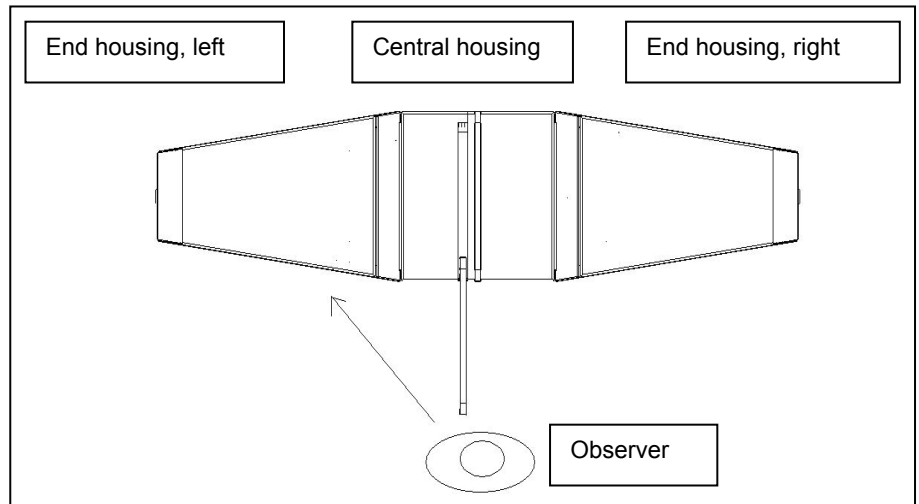 End housing, left
Central housing
End housing, right
Observer